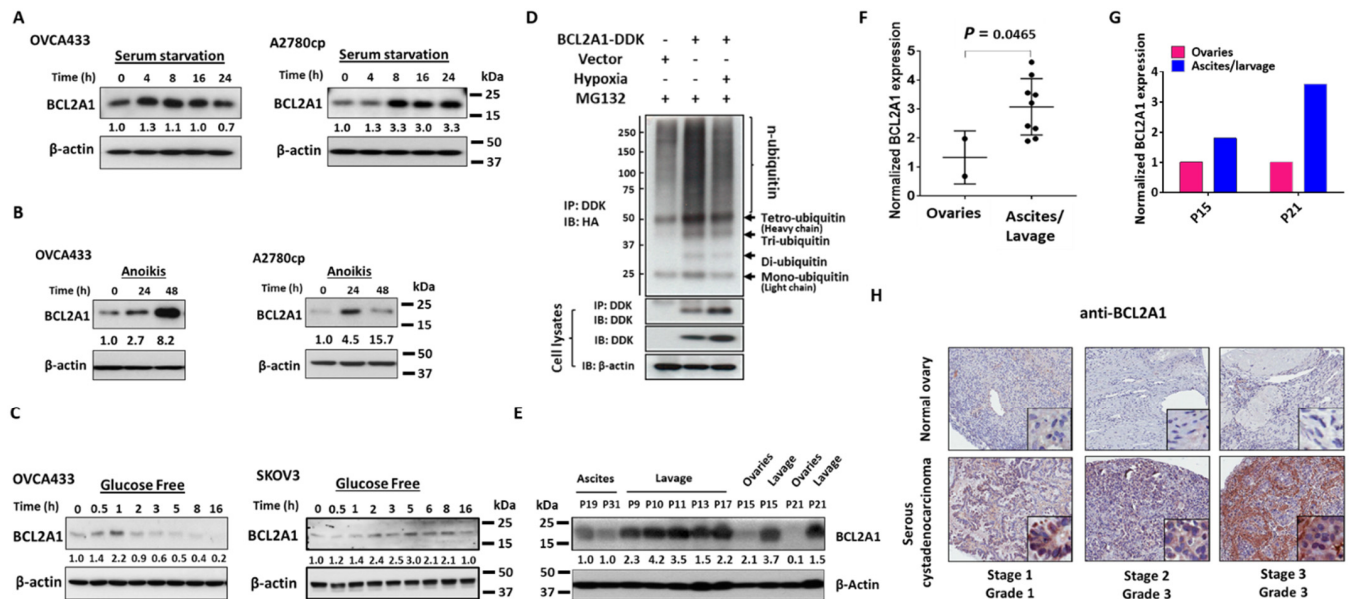 A
OVCA433
Serum starvation
Time (h) 0 4 8 16 24
BCL2A1
1.0 1.3 1.1 1.0 0.7
β-actin
A2780cp
Serum starvation
Time (h) 0 4 8 16 24 kDa
BCL2A1
25
15
1.0 1.3 3.3 3.0 3.3
β-actin
50
37
B
OVCA433
Anoikis
Time (h) 0 24 48
BCL2A1
1.0 2.7 8.2
β-actin
A2780cp
Anoikis
Time (h) 0 24 48 kDa
BCL2A1
25
15
1.0 4.5 15.7
β-actin
50
37
C
OVCA433
Glucose Free
Time (h) 0 0.5 1 2 3 5 8 16
BCL2A1
1.0 1.4 2.2 0.9 0.6 0.5 0.4 0.2
β-actin
SKOV3
Glucose Free
Time (h) 0 0.5 1 2 3 5 6 8 16 kDa
BCL2A1
25
15
1.0 1.2 1.4 2.4 2.5 3.0 2.1 2.1 1.0
β-actin
50
37
D
BCL2A1-DDK - + +
Vector + - -
Hypoxia - - +
MG132 + + +
250
150
100
75
50
37
25
IP: DDK
IB: HA
n-ubiquitin
Tetro-ubiquitin
(Heavy chain)
Tri-ubiquitin
Di-ubiquitin
Mono-ubiquitin
(Light chain)
Cell lysates
IP: DDK
IB: DDK
IB: DDK
IB: β-actin
E
Ascites Lavage Ovaries Lavage Ovaries Lavage
kDa P19 P31 P9 P10 P11 P13 P17 P15 P15 P21 P21
25
20
15
BCL2A1
1.0 1.0 2.3 4.2 3.5 1.5 2.2 2.1 3.7 0.1 1.5
50
37
β-Actin
F
P = 0.0465
Normalized BCL2A1 expression
5
4
3
2
1
0
Ovaries
Ascites/
Lavage
G
Ovaries
Ascites/larvage
Normalized BCL2A1 expression
4
3
2
1
0
P15
P21
H
anti-BCL2A1
Normal ovary
Serous
cystadenocarcinoma
Stage 1
Grade 1
Stage 2
Grade 3
Stage 3
Grade 3